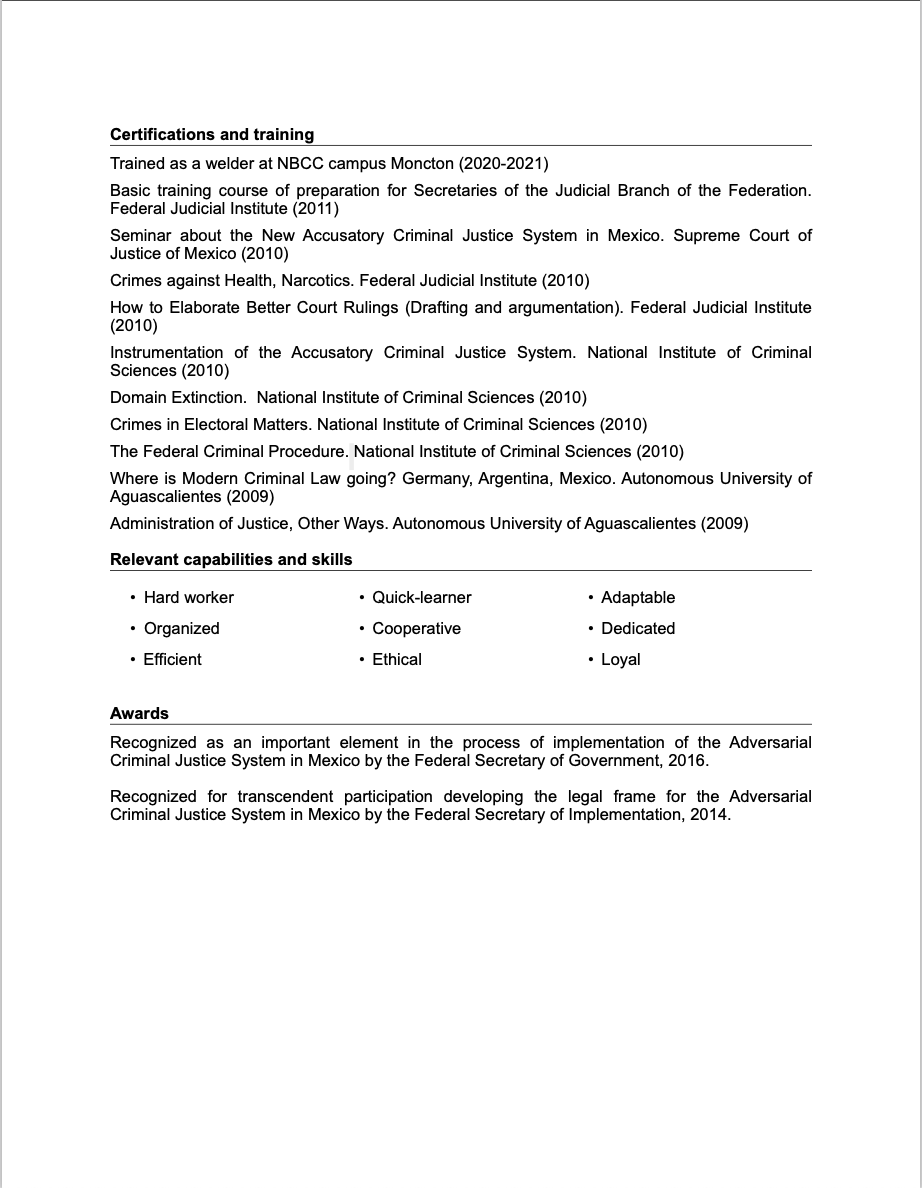 Certifications and training
Trained as a welder at NBCC campus Moncton (2020-2021)
Basic training course of preparation for Secretaries of the Judicial Branch of the Federation.
Federal Judicial Institute (2011)
Seminar about the New Accusatory Criminal Justice System in Mexico. Supreme Court of
Justice of Mexico (2010)
Crimes against Health, Narcotics. Federal Judicial Institute (2010)
How to Elaborate Better Court Rulings (Drafting and argumentation). Federal Judicial Institute
(2010)
Instrumentation of the Accusatory Criminal Justice System. National Institute of Criminal
Sciences (2010)
Domain Extinction.  National Institute of Criminal Sciences (2010)
Crimes in Electoral Matters. National Institute of Criminal Sciences (2010)
The Federal Criminal Procedure. National Institute of Criminal Sciences (2010)
Where is Modern Criminal Law going? Germany, Argentina, Mexico. Autonomous University of
Aguascalientes (2009)
Administration of Justice, Other Ways. Autonomous University of Aguascalientes (2009)
Relevant capabilities and skills
• Hard worker • Quick-learner • Adaptable
• Organized • Cooperative • Dedicated
• Efficient • Ethical • Loyal
Awards
Recognized as an important element in the process of implementation of the Adversarial
Criminal Justice System in Mexico by the Federal Secretary of Government, 2016.
Recognized for transcendent participation developing the legal frame for the Adversarial
Criminal Justice System in Mexico by the Federal Secretary of Implementation, 2014.